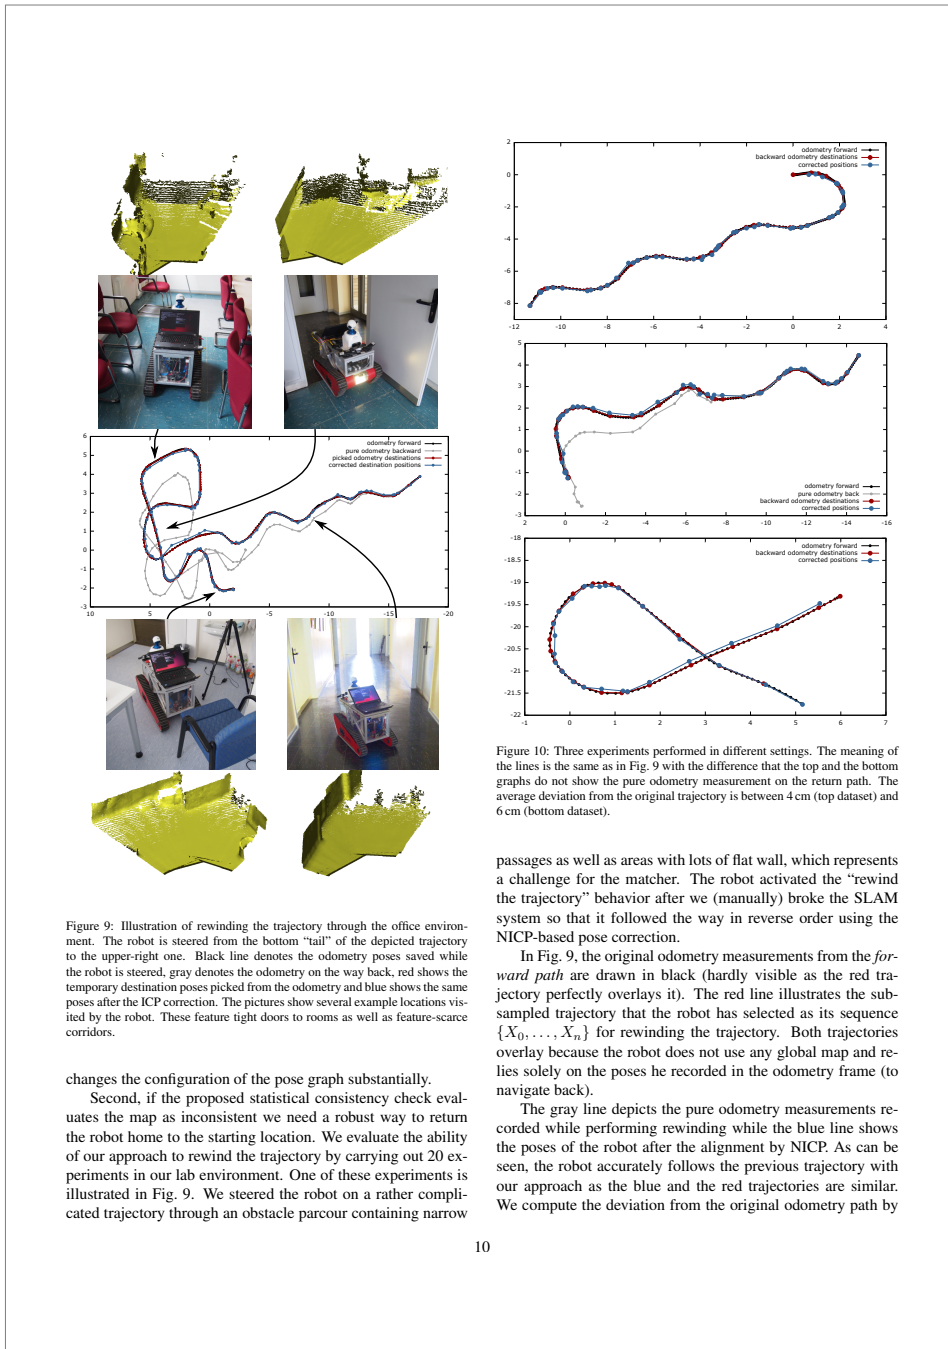 6
5
4
3
2
1
0
-1
-2
-3
10
5
0
-5
-10
-15
-20
odometry forward
pure odometry backward
picked odometry destinations
corrected destination positions
Figure 9: Illustration of rewinding the trajectory through the office environ-
ment. The robot is steered from the bottom “tail” of the depicted trajectory
to the upper-right one. Black line denotes the odometry poses saved while
the robot is steered, gray denotes the odometry on the way back, red shows the
temporary destination poses picked from the odometry and blue shows the same
poses after the ICP correction. The pictures show several example locations vis-
ited by the robot. These feature tight doors to rooms as well as feature-scarce
corridors.
changes the configuration of the pose graph substantially.
Second, if the proposed statistical consistency check eval-
uates the map as inconsistent we need a robust way to return
the robot home to the starting location. We evaluate the ability
of our approach to rewind the trajectory by carrying out 20 ex-
periments in our lab environment. One of these experiments is
illustrated in Fig. 9. We steered the robot on a rather compli-
cated trajectory through an obstacle parcour containing narrow
2
0
-2
-4
-6
-8
-12
-10
-8
-6
-4
-2
0
2
4
odometry forward
backward odometry destinations
corrected positions
5
4
3
2
1
0
-1
-2
-3
2
0
-2
-4
-6
-8
-10
-12
-14
-16
odometry forward
pure odometry back
backward odometry destinations
corrected positions
-18
-18.5
-19
-19.5
-20
-20.5
-21
-21.5
-22
-1
0
1
2
3
4
5
6
7
odometry forward
backward odometry destinations
corrected positions
Figure 10: Three experiments performed in different settings. The meaning of
the lines is the same as in Fig. 9 with the difference that the top and the bottom
graphs do not show the pure odometry measurement on the return path. The
average deviation from the original trajectory is between 4 cm (top dataset) and
6 cm (bottom dataset).
passages as well as areas with lots of flat wall, which represents
a challenge for the matcher. The robot activated the “rewind
the trajectory” behavior after we (manually) broke the SLAM
system so that it followed the way in reverse order using the
NICP-based pose correction.
In Fig. 9, the original odometry measurements from the for-
ward path are drawn in black (hardly visible as the red tra-
jectory perfectly overlays it). The red line illustrates the sub-
sampled trajectory that the robot has selected as its sequence
{X₀, . . . , Xₙ} for rewinding the trajectory. Both trajectories
overlay because the robot does not use any global map and re-
lies solely on the poses he recorded in the odometry frame (to
navigate back).
The gray line depicts the pure odometry measurements re-
corded while performing rewinding while the blue line shows
the poses of the robot after the alignment by NICP. As can be
seen, the robot accurately follows the previous trajectory with
our approach as the blue and the red trajectories are similar.
We compute the deviation from the original odometry path by
10